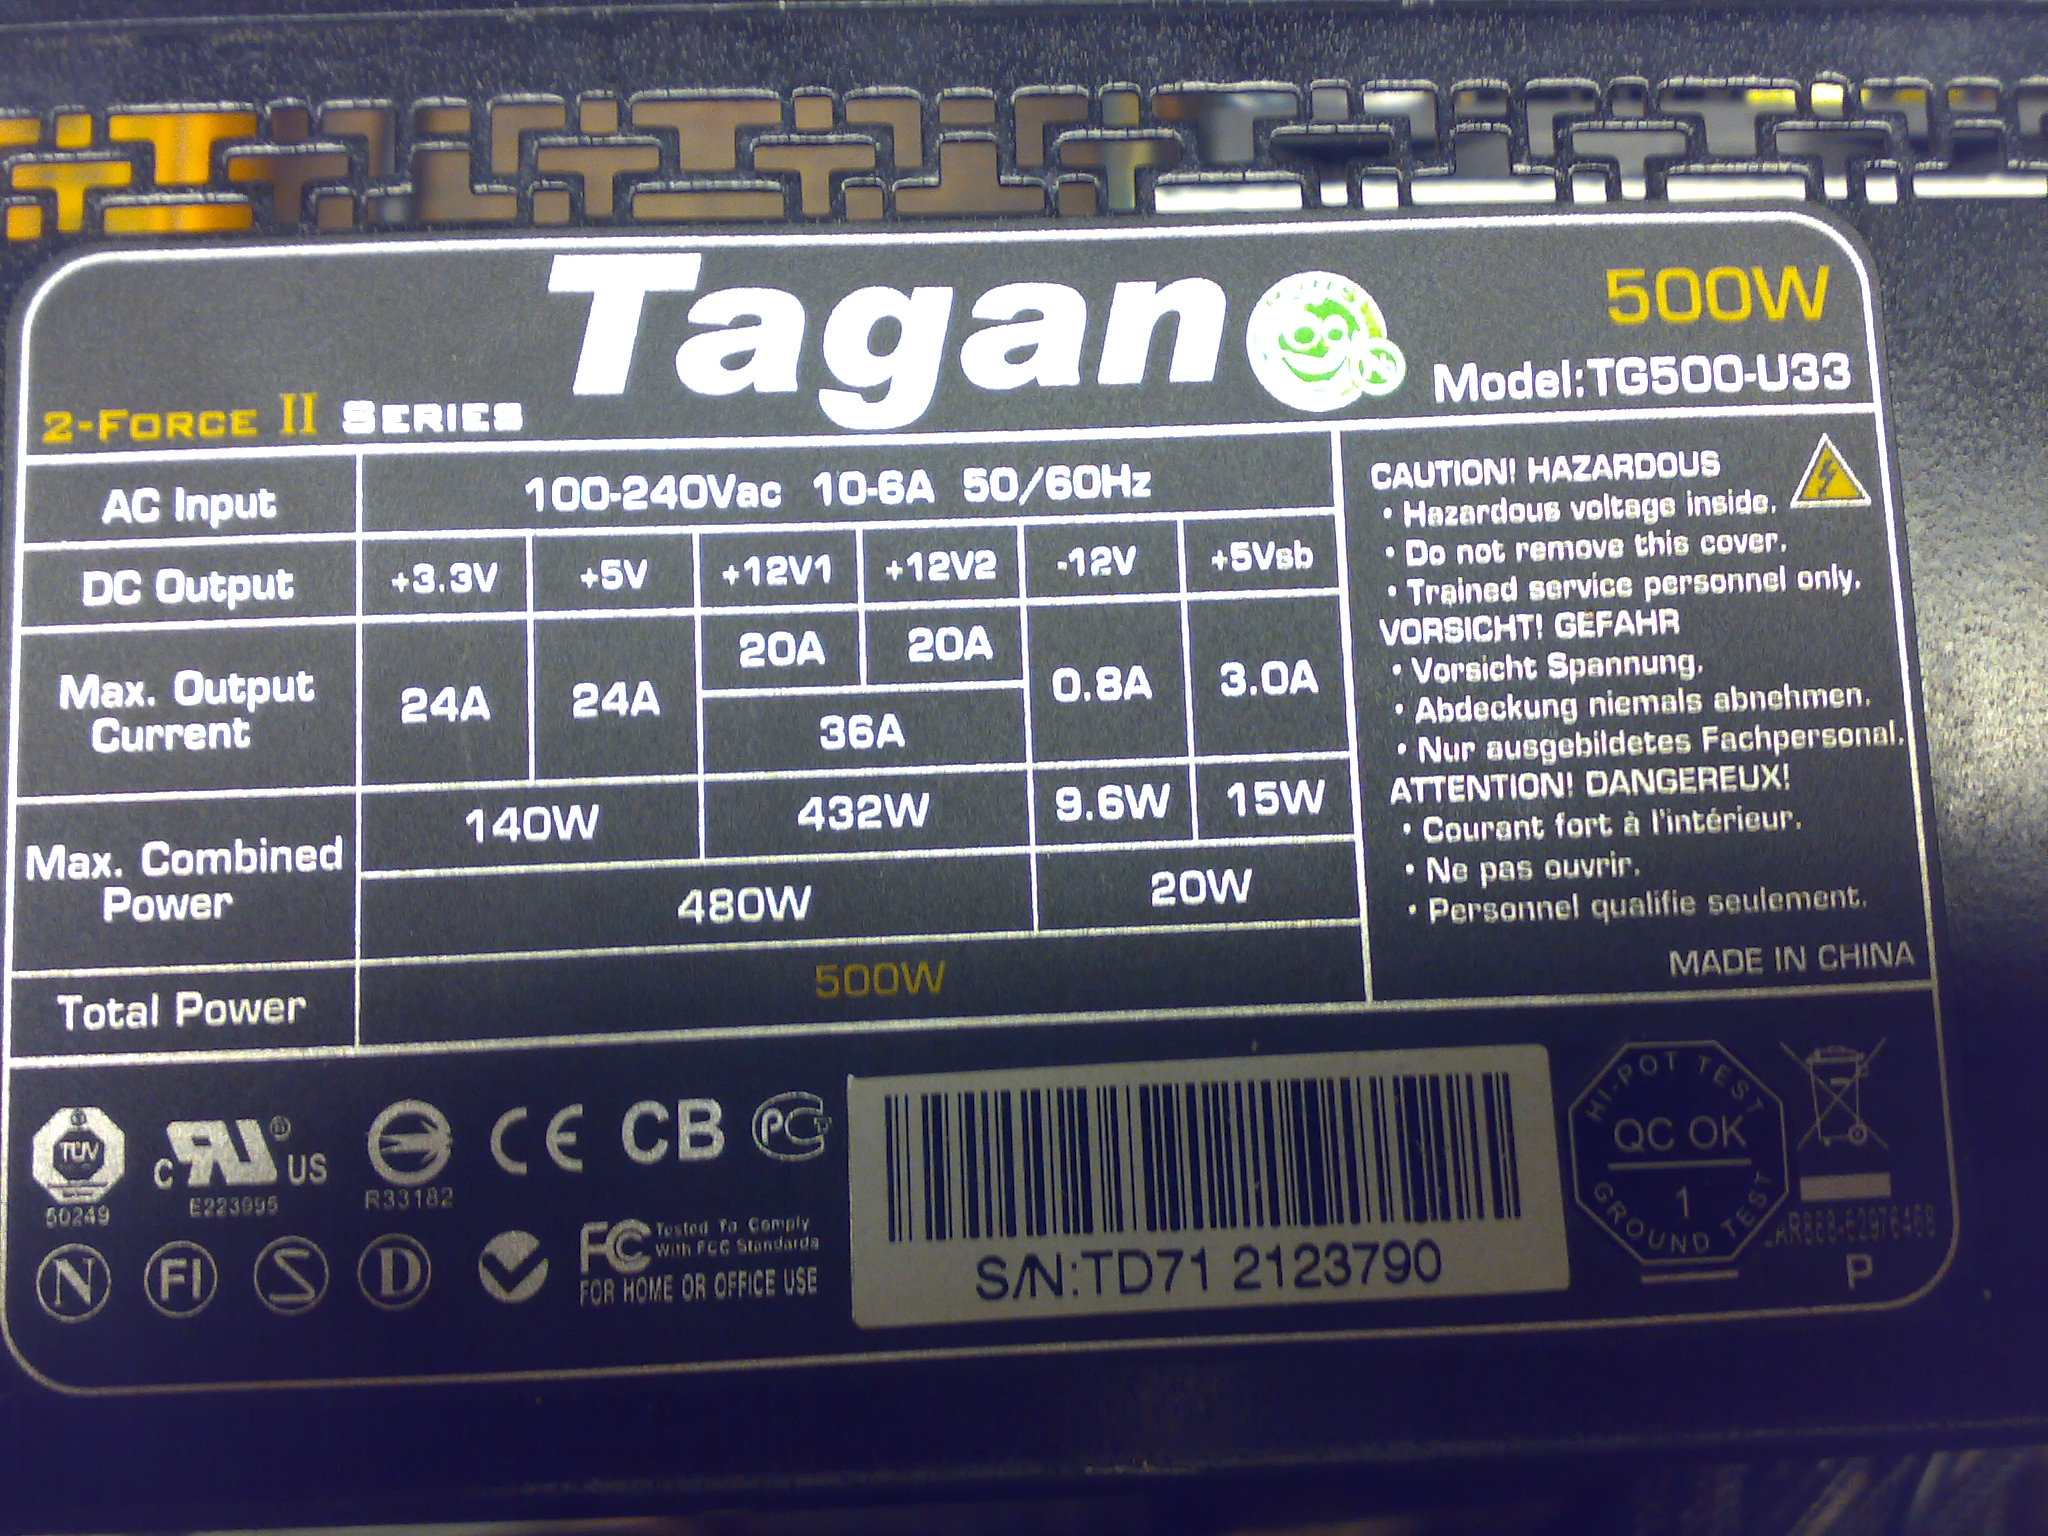 Tagan
500W
Model:TG500-U33
2-FORCE II SERIES
AC Input 100-240Vac 10-6A 50/60Hz
DC Output +3.3V +5V +12V1 +12V2 -12V +5Vsb
Max. Output Current 24A 24A 20A 20A 0.8A 3.0A
36A
Max. Combined Power 140W 432W 9.6W 15W
480W 20W
Total Power 500W
CAUTION! HAZARDOUS
• Hazardous voltage inside.
• Do not remove this cover.
• Trained service personnel only.
VORSICHT! GEFAHR
• Vorsicht Spannung.
• Abdeckung niemals abnehmen.
• Nur ausgebildetes Fachpersonal.
ATTENTION! DANGEREUX!
• Courant fort à l'intérieur.
• Ne pas ouvrir.
• Personnel qualifie seulement.
MADE IN CHINA
TÜV
50249
c RU ® US
E223995
R33182
CE
CB
PC
N FI S D
FC Tested To Comply
With FCC Standards
FOR HOME OR OFFICE USE
S/N:TD71 2123790
HI-POT TEST
QC OK
1
GROUND TEST
P